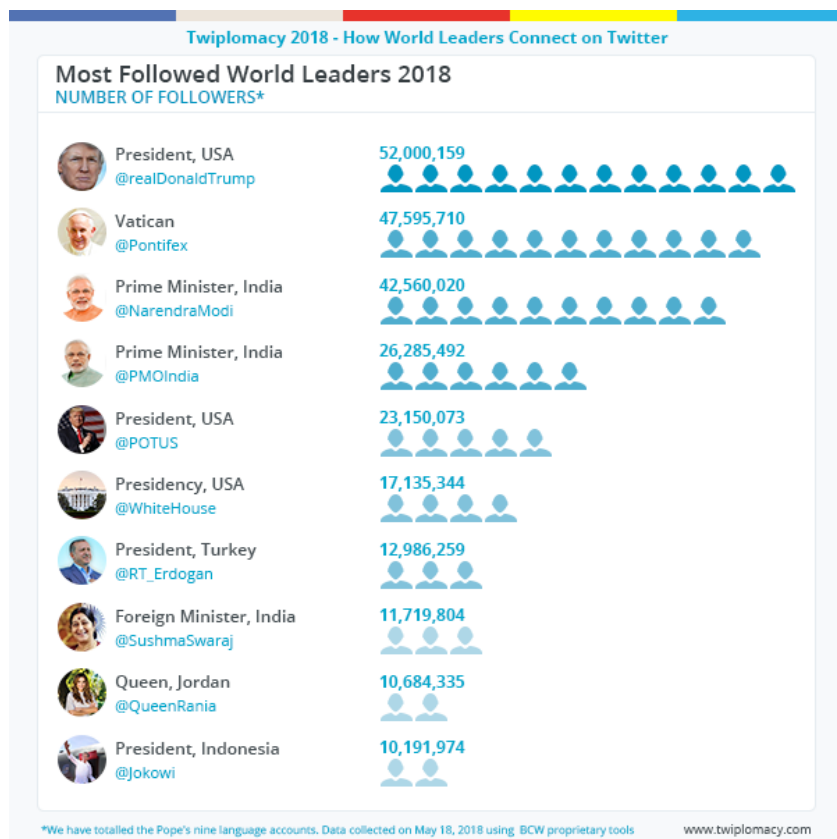 Twiplomacy 2018 - How World Leaders Connect on Twitter
Most Followed World Leaders 2018
NUMBER OF FOLLOWERS*
President, USA
@realDonaldTrump
52,000,159
Vatican
@Pontifex
47,595,710
Prime Minister, India
@NarendraModi
42,560,020
Prime Minister, India
@PMOIndia
26,285,492
President, USA
@POTUS
23,150,073
Presidency, USA
@WhiteHouse
17,135,344
President, Turkey
@RT_Erdogan
12,986,259
Foreign Minister, India
@SushmaSwaraj
11,719,804
Queen, Jordan
@QueenRania
10,684,335
President, Indonesia
@Jokowi
10,191,974
*We have totalled the Pope's nine language accounts. Data collected on May 18, 2018 using BCW proprietary tools
www.twiplomacy.com